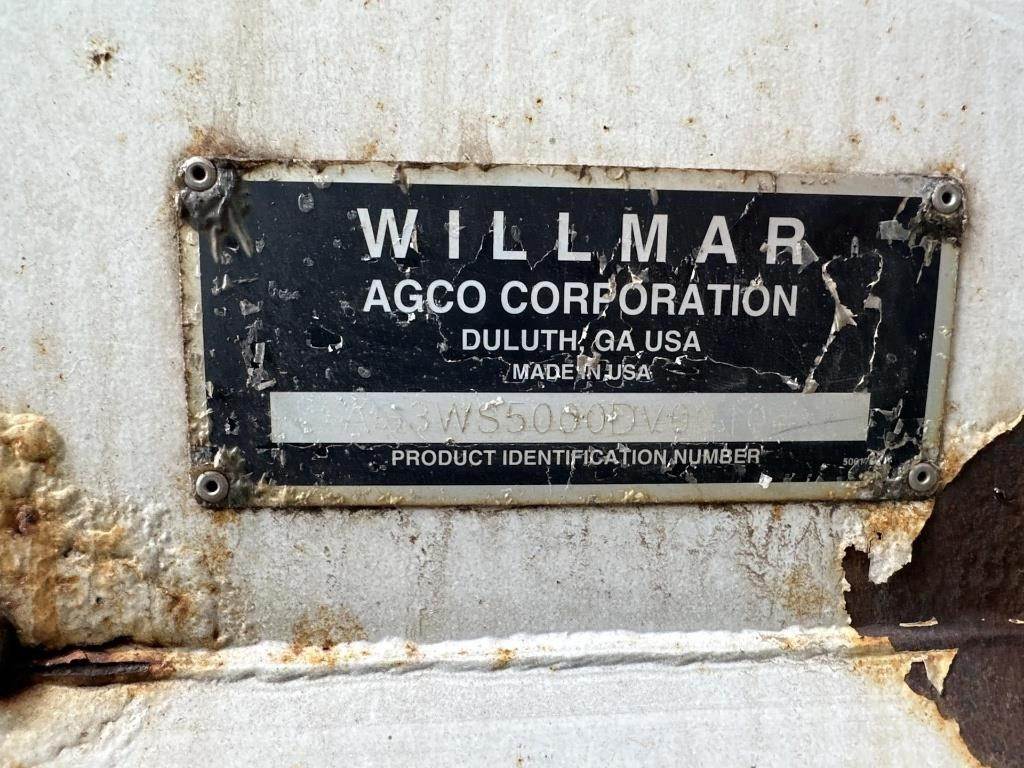 WILLMAR
AGCO CORPORATION
DULUTH, GA USA
MADE IN USA
PRODUCT IDENTIFICATION NUMBER